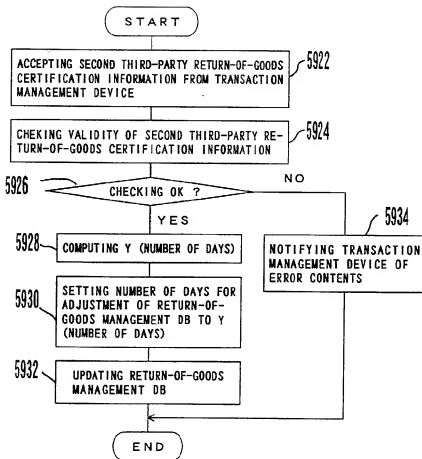 START
ACCEPTING SECOND THIRD-PARTY RETURN-OF-GOODS
CERTIFICATION INFORMATION FROM TRANSACTION
MANAGEMENT DEVICE
5922
CHEKING VALIDITY OF SECOND THIRD-PARTY RE-
-TURN-OF-GOODS CERTIFICATION INFORMATION
5924
5926
CHECKING OK ?
NO
YES
5928
COMPUTING Y (NUMBER OF DAYS)
5934
NOTIFYING TRANSACTION
MANAGEMENT DEVICE OF
ERROR CONTENTS
5930
SETTING NUMBER OF DAYS FOR
ADJUSTMENT OF RETURN-OF-
GOODS MANAGEMENT DB TO Y
(NUMBER OF DAYS)
5932
UPDATING RETURN-OF-GOODS
MANAGEMENT DB
END